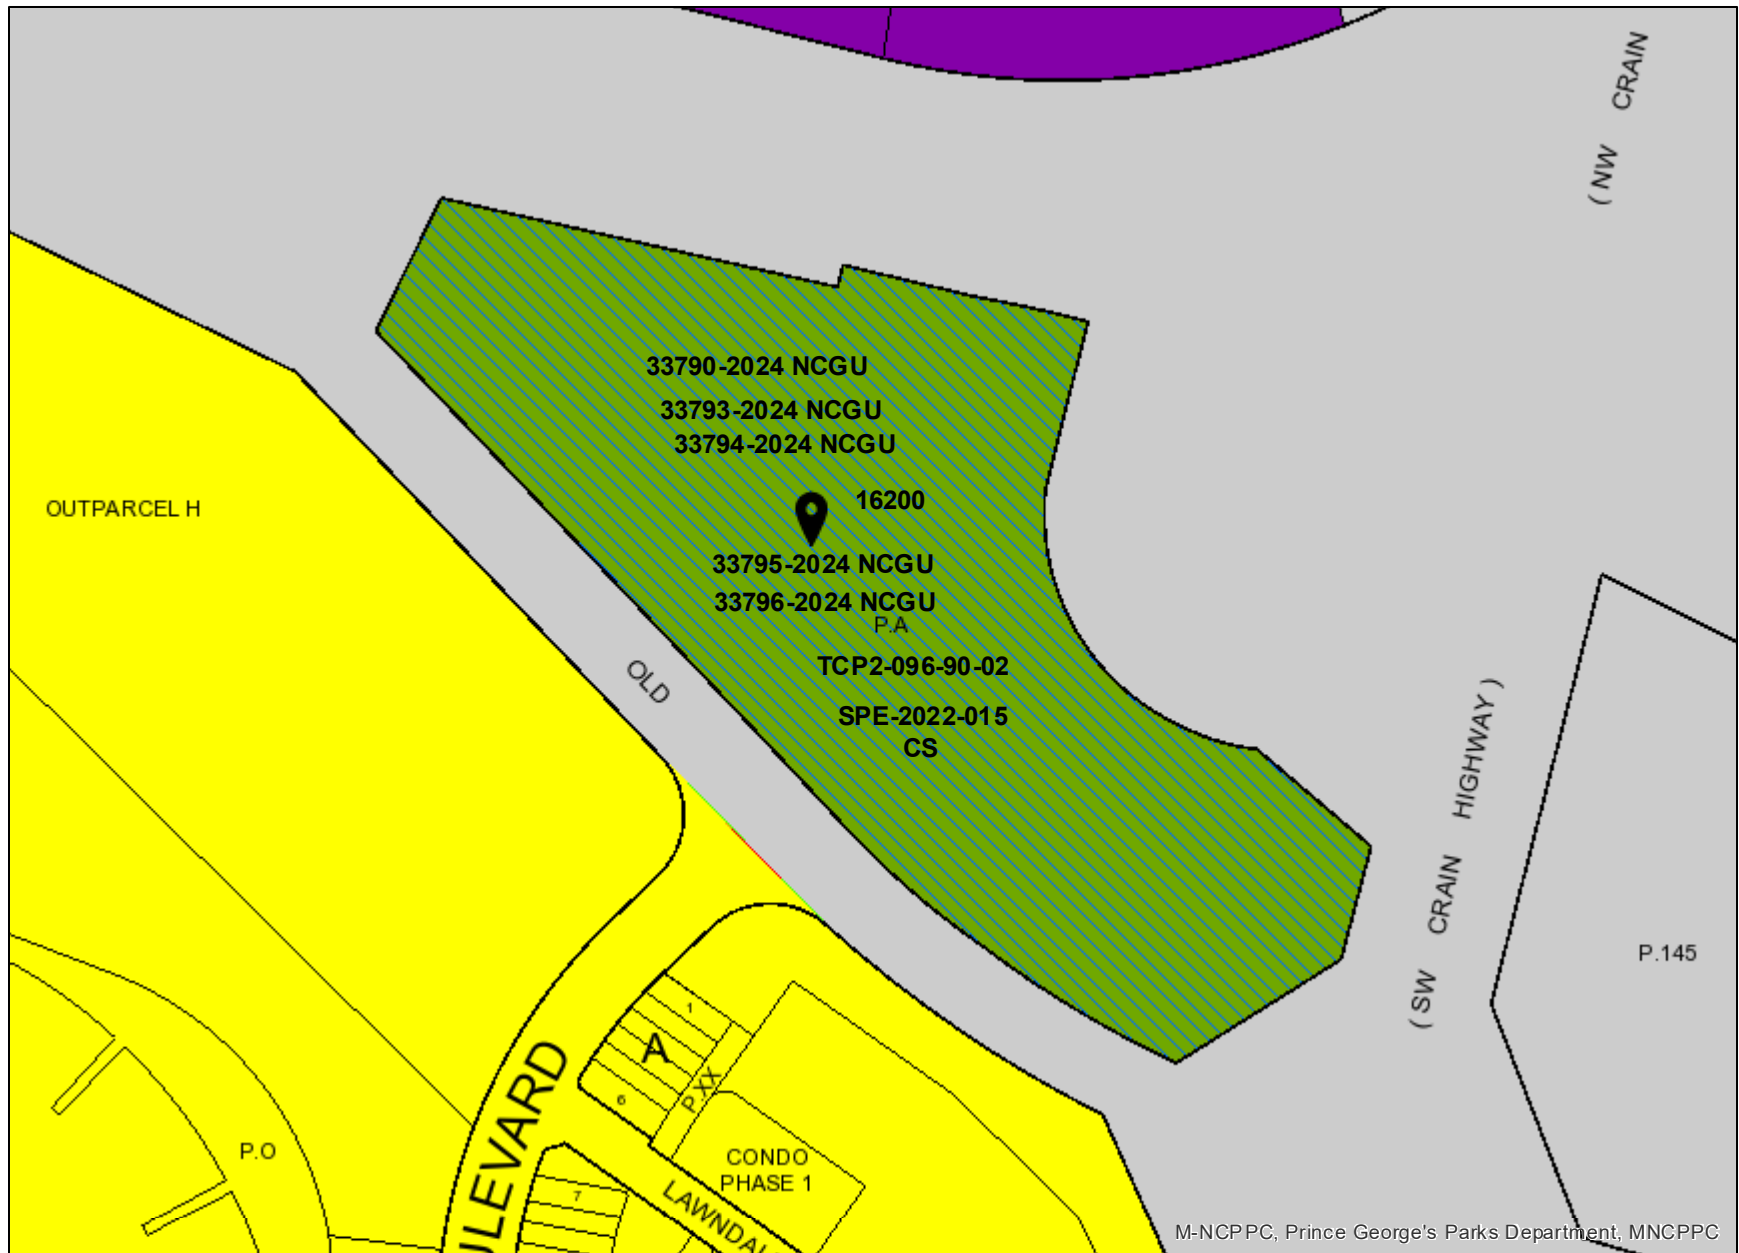 ( NW CRAIN
33790-2024 NCGU
33793-2024 NCGU
33794-2024 NCGU
16200
OUTPARCEL H
33795-2024 NCGU
33796-2024 NCGU
P.A
TCP2-096-90-02
OLD
SPE-2022-015
CS
( SW CRAIN HIGHWAY )
P.145
1
A
6
P.XX
ULEVARD
P.O
CONDO
PHASE 1
7
LAWNDAL
M-NCPPC, Prince George's Parks Department, MNCPPC